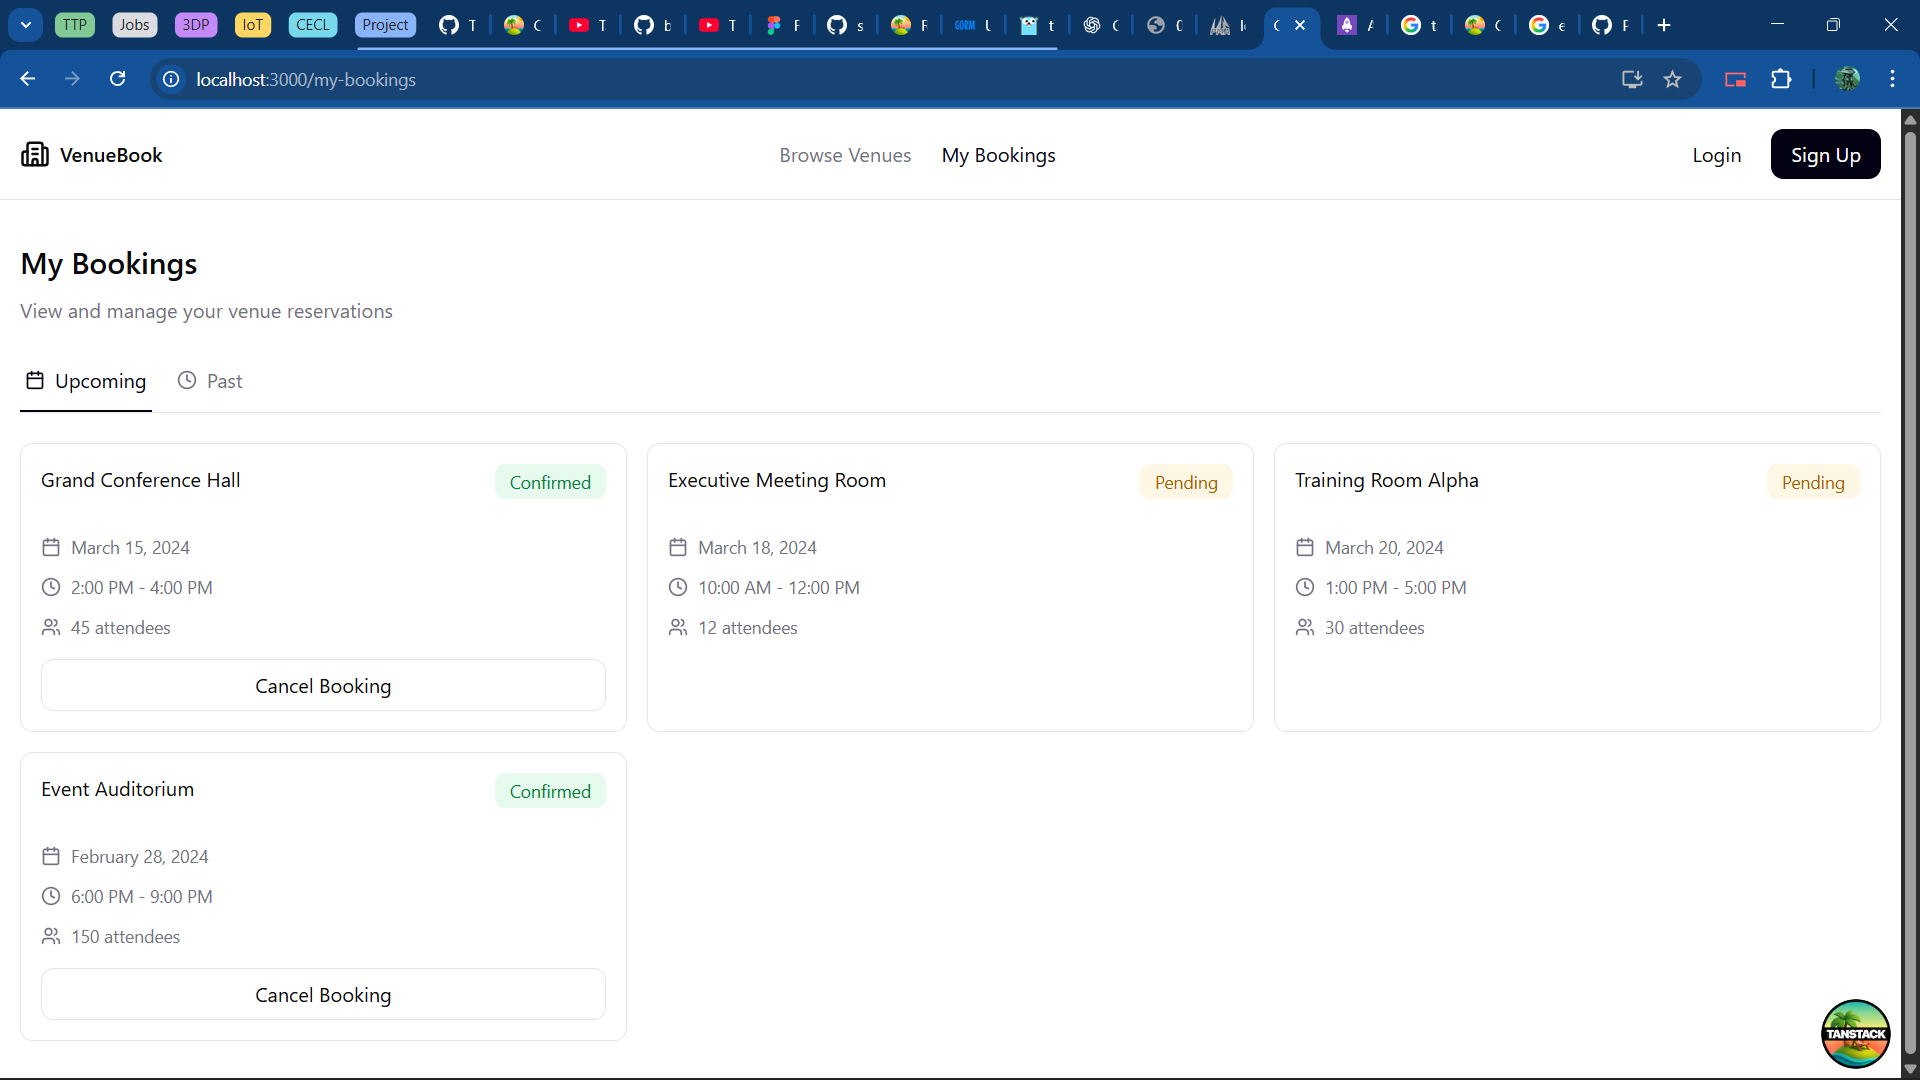 TTP Jobs 3DP IoT CECL Project
localhost:3000/my-bookings
VenueBook Browse Venues My Bookings Login Sign Up
My Bookings
View and manage your venue reservations
Upcoming Past
Grand Conference Hall Confirmed
March 15, 2024
2:00 PM - 4:00 PM
45 attendees
Cancel Booking
Executive Meeting Room Pending
March 18, 2024
10:00 AM - 12:00 PM
12 attendees
Training Room Alpha Pending
March 20, 2024
1:00 PM - 5:00 PM
30 attendees
Event Auditorium Confirmed
February 28, 2024
6:00 PM - 9:00 PM
150 attendees
Cancel Booking
TANSTACK